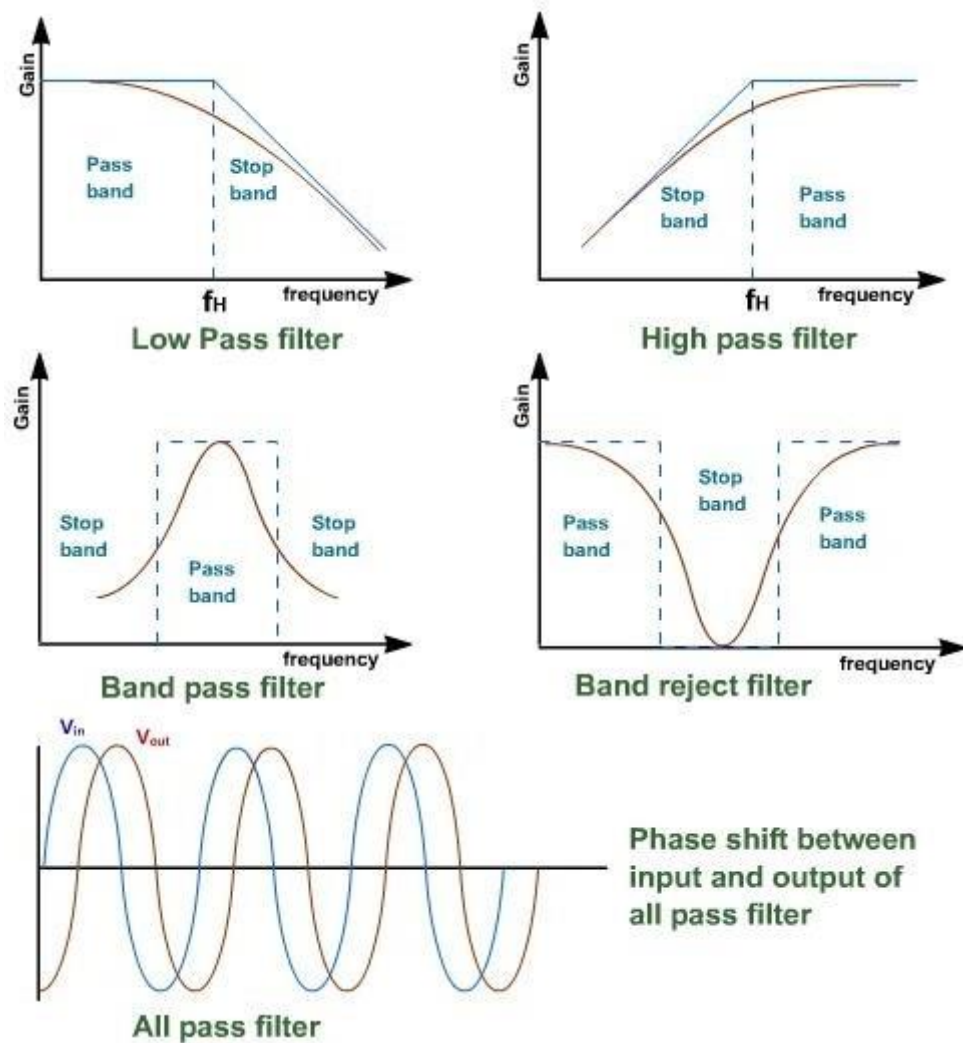 Gain
Pass
band
Stop
band
fH
frequency
Low Pass filter
Gain
Stop
band
Pass
band
fH
frequency
High pass filter
Gain
Stop
band
Pass
band
Stop
band
frequency
Band pass filter
Gain
Pass
band
Stop
band
Pass
band
frequency
Band reject filter
Vin
Vout
All pass filter
Phase shift between
input and output of
all pass filter